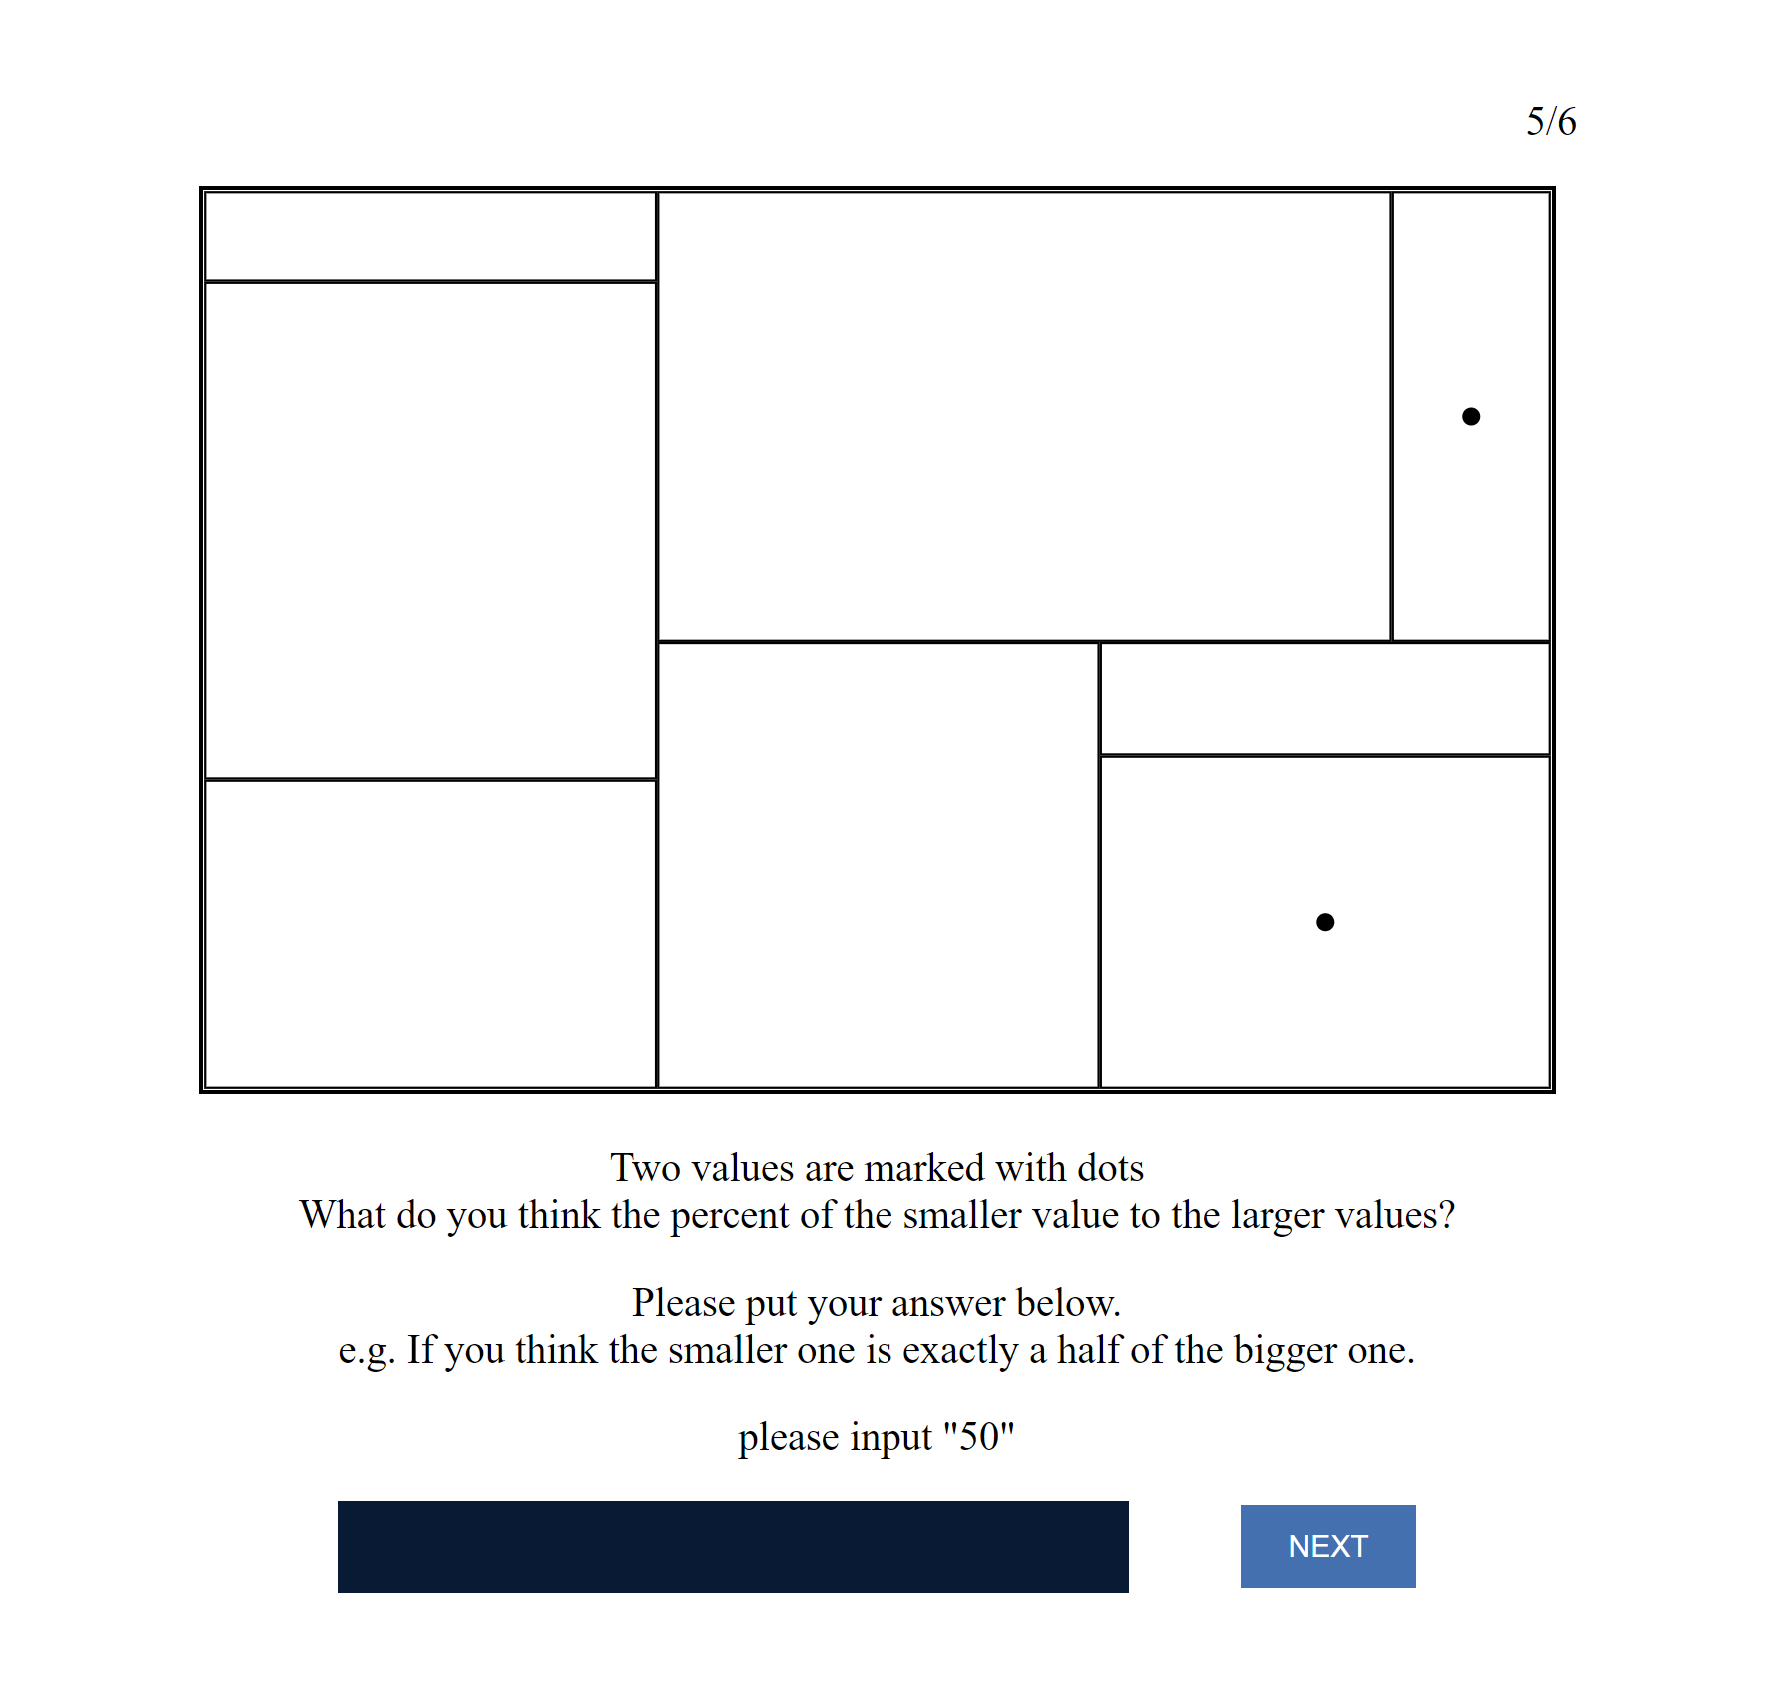 5/6
Two values are marked with dots
What do you think the percent of the smaller value to the larger values?
Please put your answer below.
e.g. If you think the smaller one is exactly a half of the bigger one.
please input "50"
NEXT